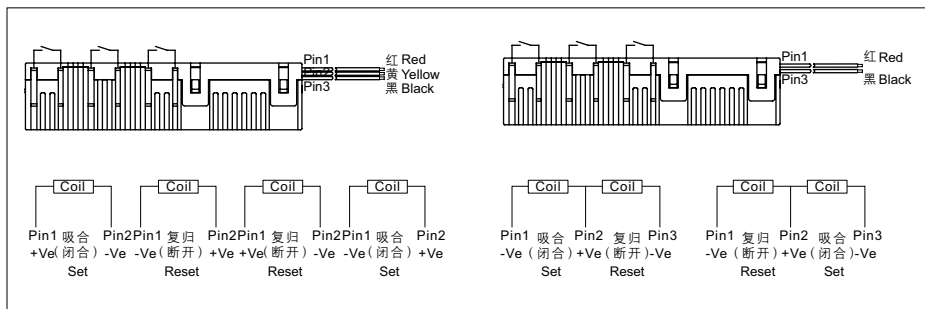 Pin1 红 Red
Pin2 黄 Yellow
Pin3 黑 Black
Pin1 红 Red
Pin3 黑 Black
Coil Coil Coil Coil
Pin1 吸合 Pin2 Pin1 复归 Pin2 Pin1 复归 Pin2 Pin1 吸合 Pin2
+Ve (闭合) -Ve -Ve (断开) +Ve +Ve (断开) -Ve -Ve (闭合) +Ve
Set Reset Reset Set
Coil Coil Coil Coil
Pin1 吸合 Pin2 复归 Pin3 Pin1 复归 Pin2 吸合 Pin3
-Ve (闭合) +Ve (断开) -Ve -Ve (断开) +Ve (闭合) -Ve
Set Reset Reset Set